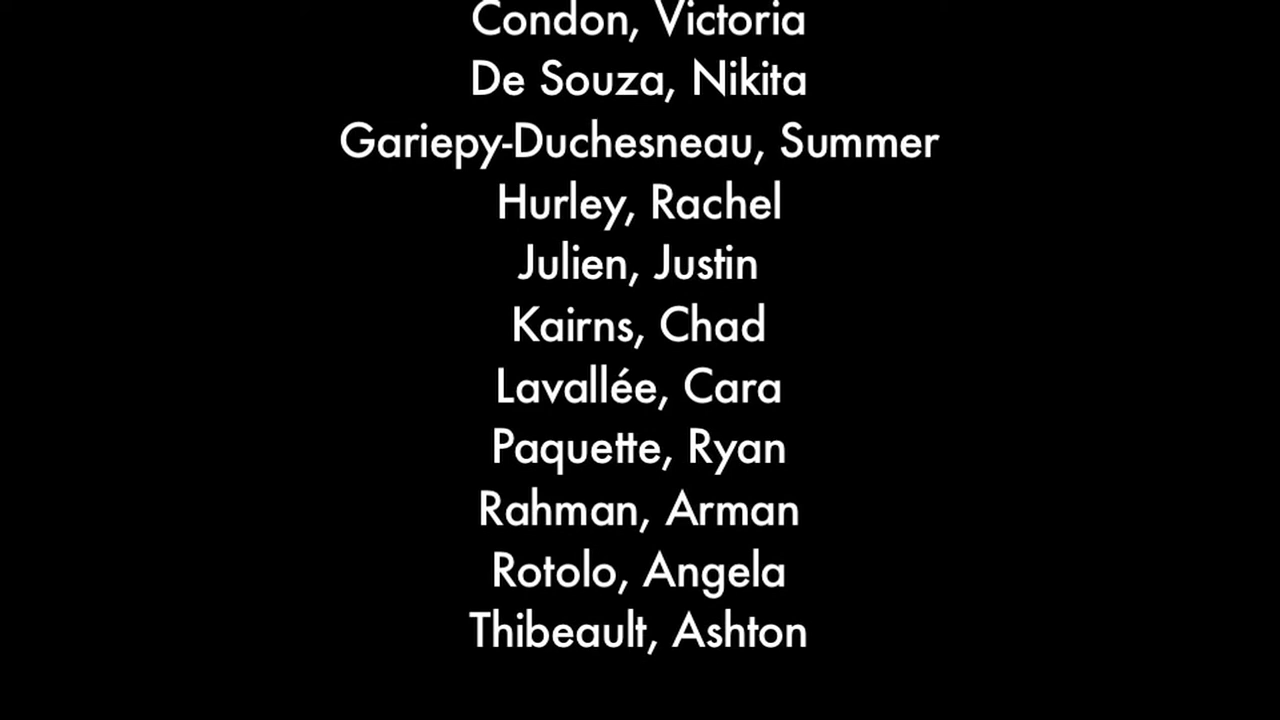 Condon, Victoria
De Souza, Nikita
Gariepy-Duchesneau, Summer
Hurley, Rachel
Julien, Justin
Kairns, Chad
Lavallée, Cara
Paquette, Ryan
Rahman, Arman
Rotolo, Angela
Thibeault, Ashton